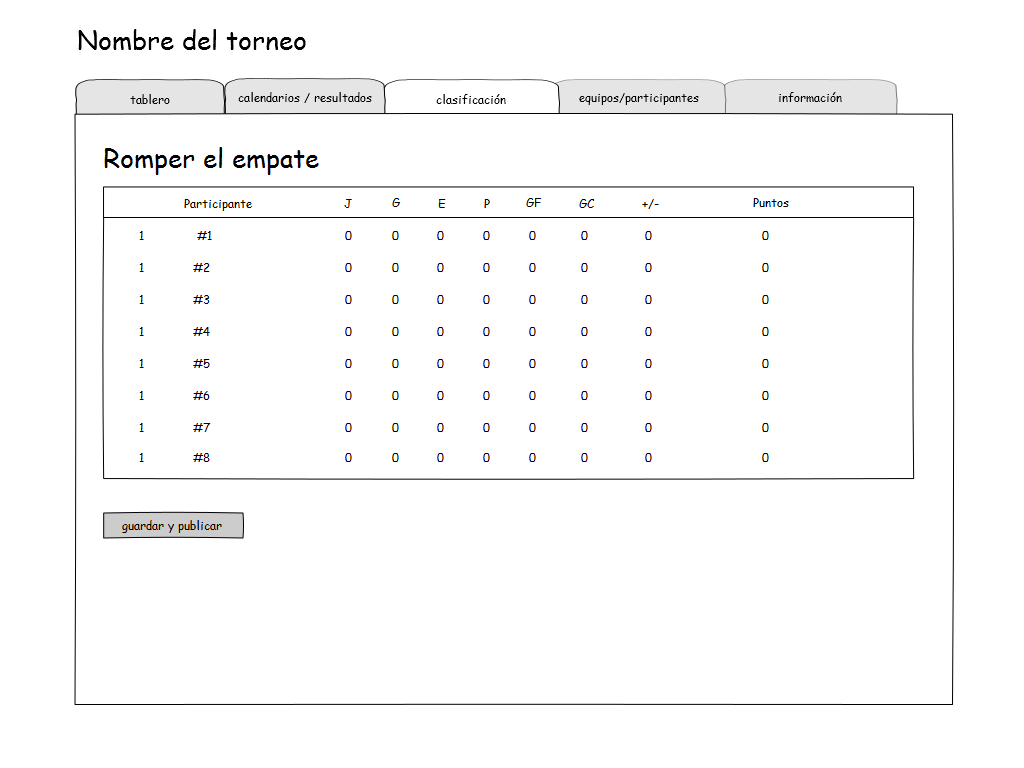 Nombre del torneo
tablero calendarios / resultados clasificación equipos/participantes información
Romper el empate
Participante J G E P GF GC +/- Puntos
1 #1 0 0 0 0 0 0 0 0
1 #2 0 0 0 0 0 0 0 0
1 #3 0 0 0 0 0 0 0 0
1 #4 0 0 0 0 0 0 0 0
1 #5 0 0 0 0 0 0 0 0
1 #6 0 0 0 0 0 0 0 0
1 #7 0 0 0 0 0 0 0 0
1 #8 0 0 0 0 0 0 0 0
guardar y publicar